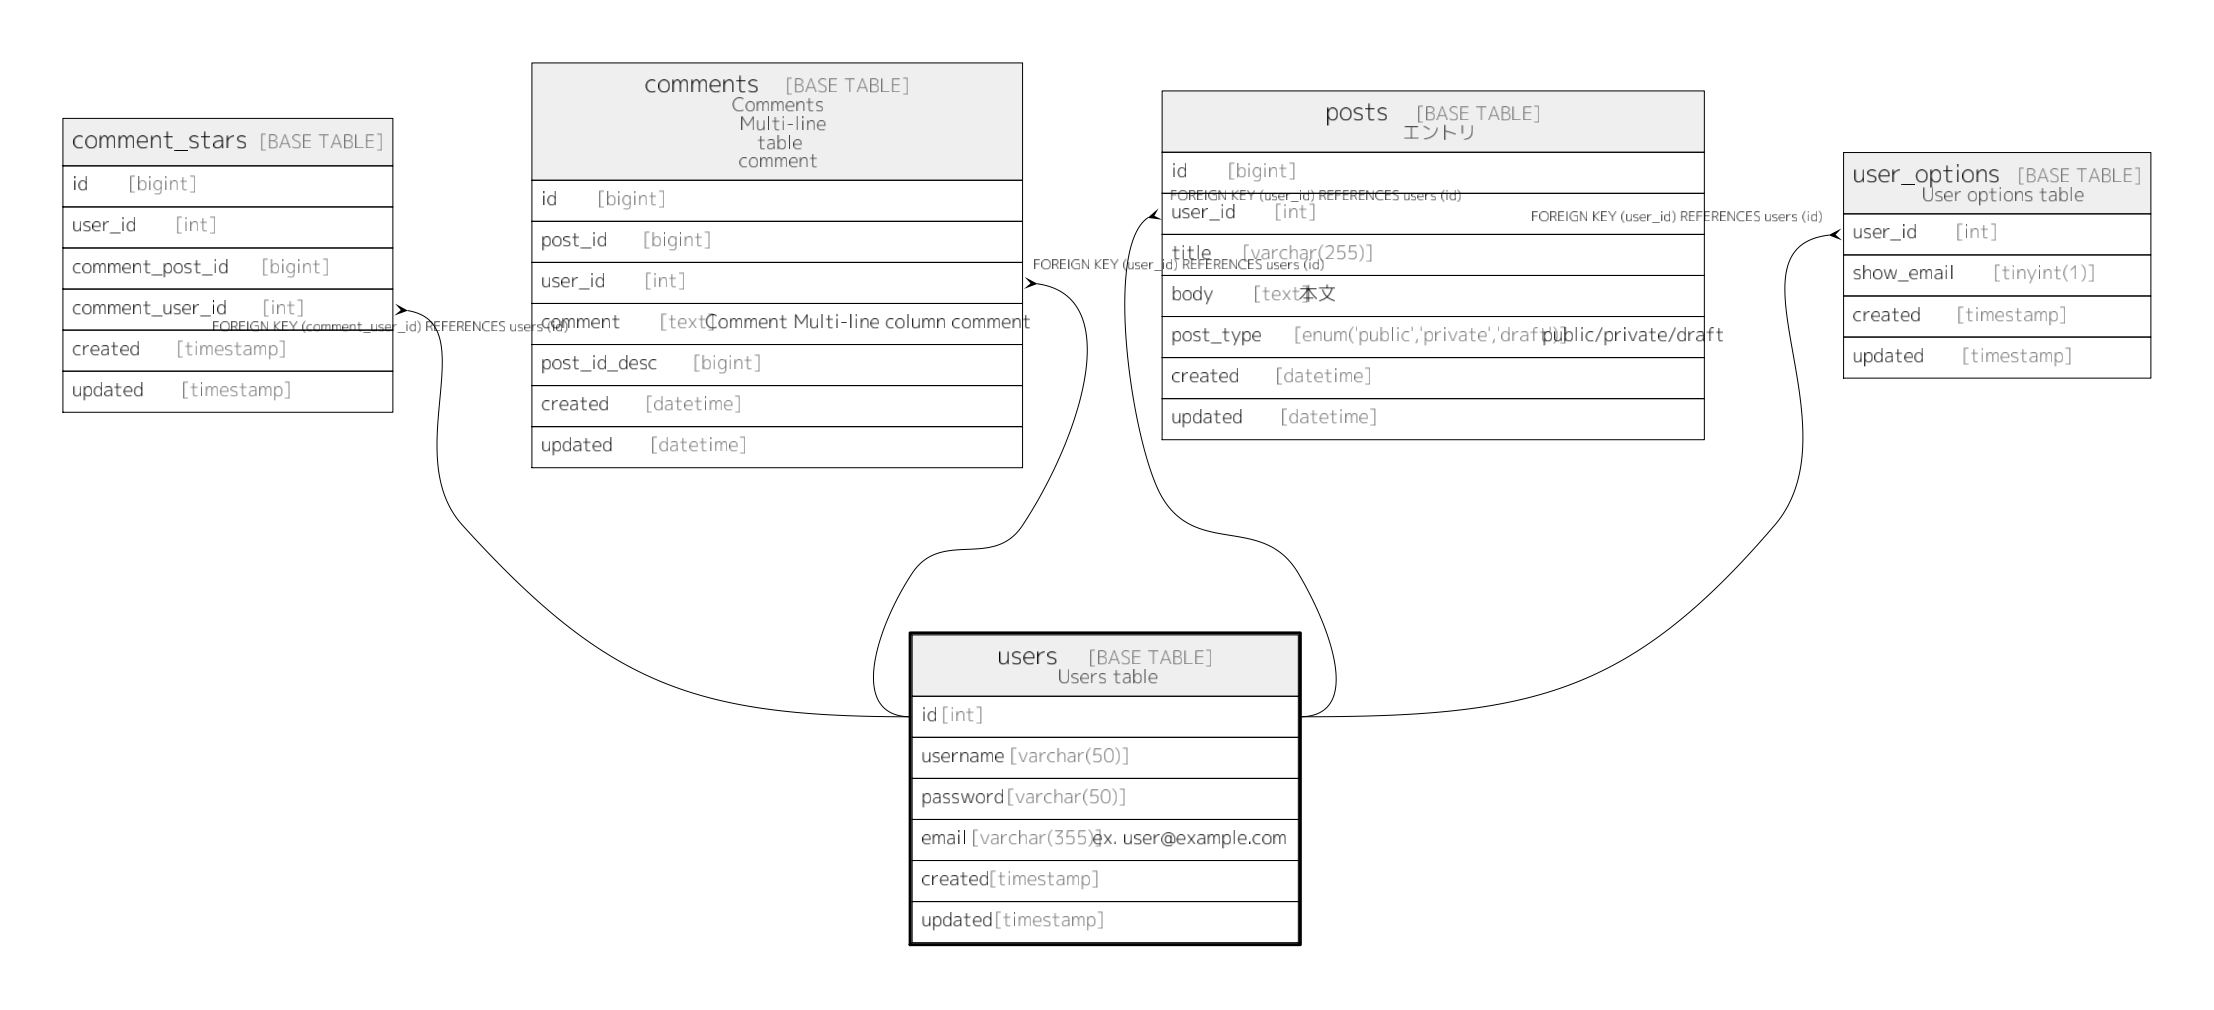 comment_stars [BASE TABLE]
id [bigint]
user_id [int]
comment_post_id [bigint]
comment_user_id [int]
FOREIGN KEY (comment_user_id) REFERENCES users (id)
created [timestamp]
updated [timestamp]
comments [BASE TABLE]
Comments
Multi-line
table
comment
id [bigint]
post_id [bigint]
user_id [int]
FOREIGN KEY (user_id) REFERENCES users (id)
comment [text] Comment Multi-line column comment
post_id_desc [bigint]
created [datetime]
updated [datetime]
posts [BASE TABLE]
エントリ
id [bigint]
FOREIGN KEY (user_id) REFERENCES users (id)
user_id [int]
title [varchar(255)]
body [text] 本文
post_type [enum('public','private','draft')] public/private/draft
created [datetime]
updated [datetime]
user_options [BASE TABLE]
User options table
FOREIGN KEY (user_id) REFERENCES users (id)
user_id [int]
show_email [tinyint(1)]
created [timestamp]
updated [timestamp]
users [BASE TABLE]
Users table
id [int]
username [varchar(50)]
password [varchar(50)]
email [varchar(355)] ex. user@example.com
created [timestamp]
updated [timestamp]